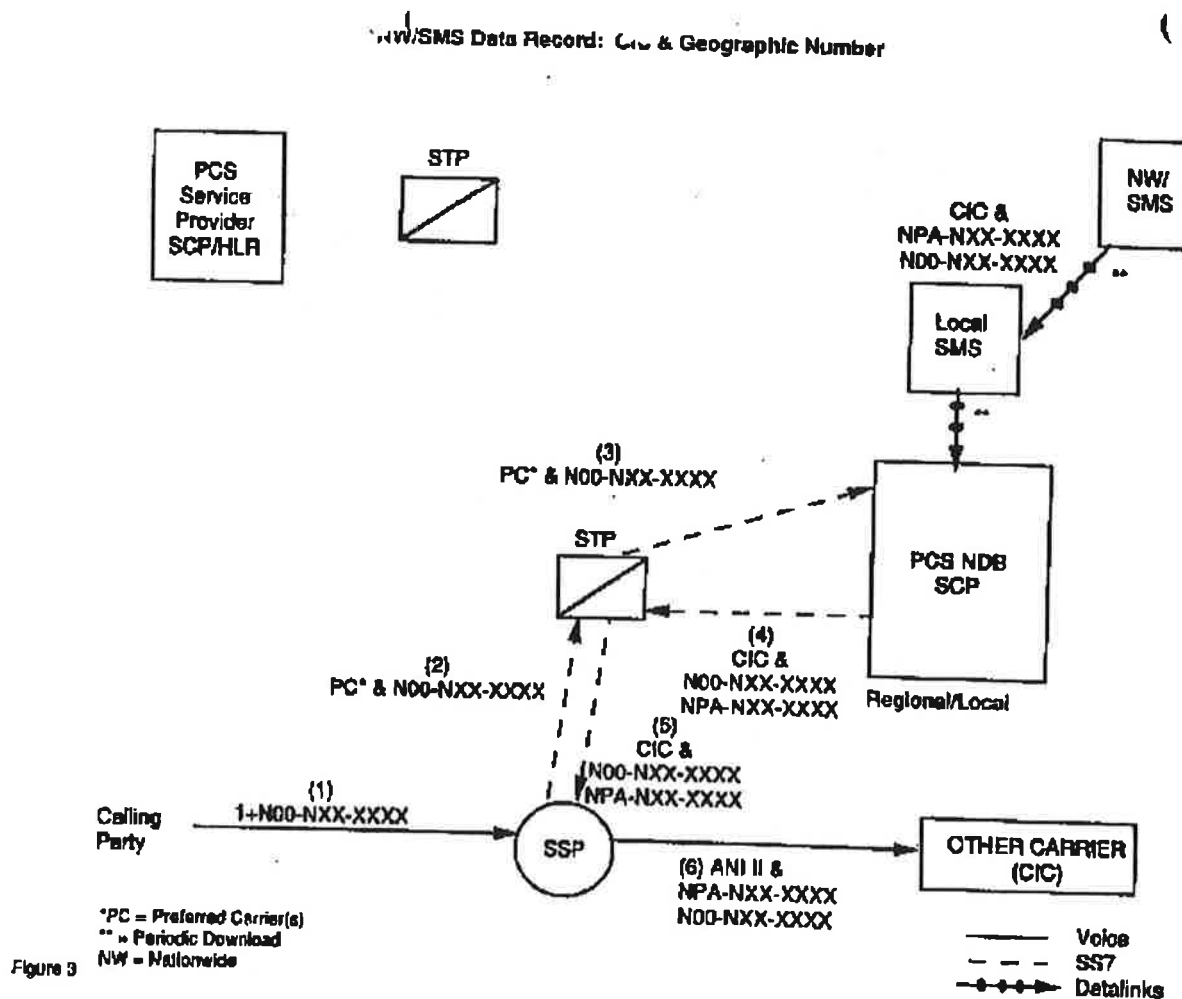 NW/SMS Data Record: CIC & Geographic Number
PCS
Service
Provider
SCP/HLR
STP
NW/
SMS
CIC &
NPA-NXX-XXXX
N00-NXX-XXXX
**
Local
SMS
**
(3)
PC* & N00-NXX-XXXX
STP
PCS NDB
SCP
(2)
PC* & N00-NXX-XXXX
(4)
CIC &
N00-NXX-XXXX
NPA-NXX-XXXX
Regional/Local
(5)
CIC &
N00-NXX-XXXX
NPA-NXX-XXXX
Calling
Party
(1)
1+N00-NXX-XXXX
SSP
(6) ANI II &
NPA-NXX-XXXX
N00-NXX-XXXX
OTHER CARRIER
(CIC)
*PC = Preferred Carrier(s)
** = Periodic Download
NW = Nationwide
Figure 3
Voice
SS7
Datalinks